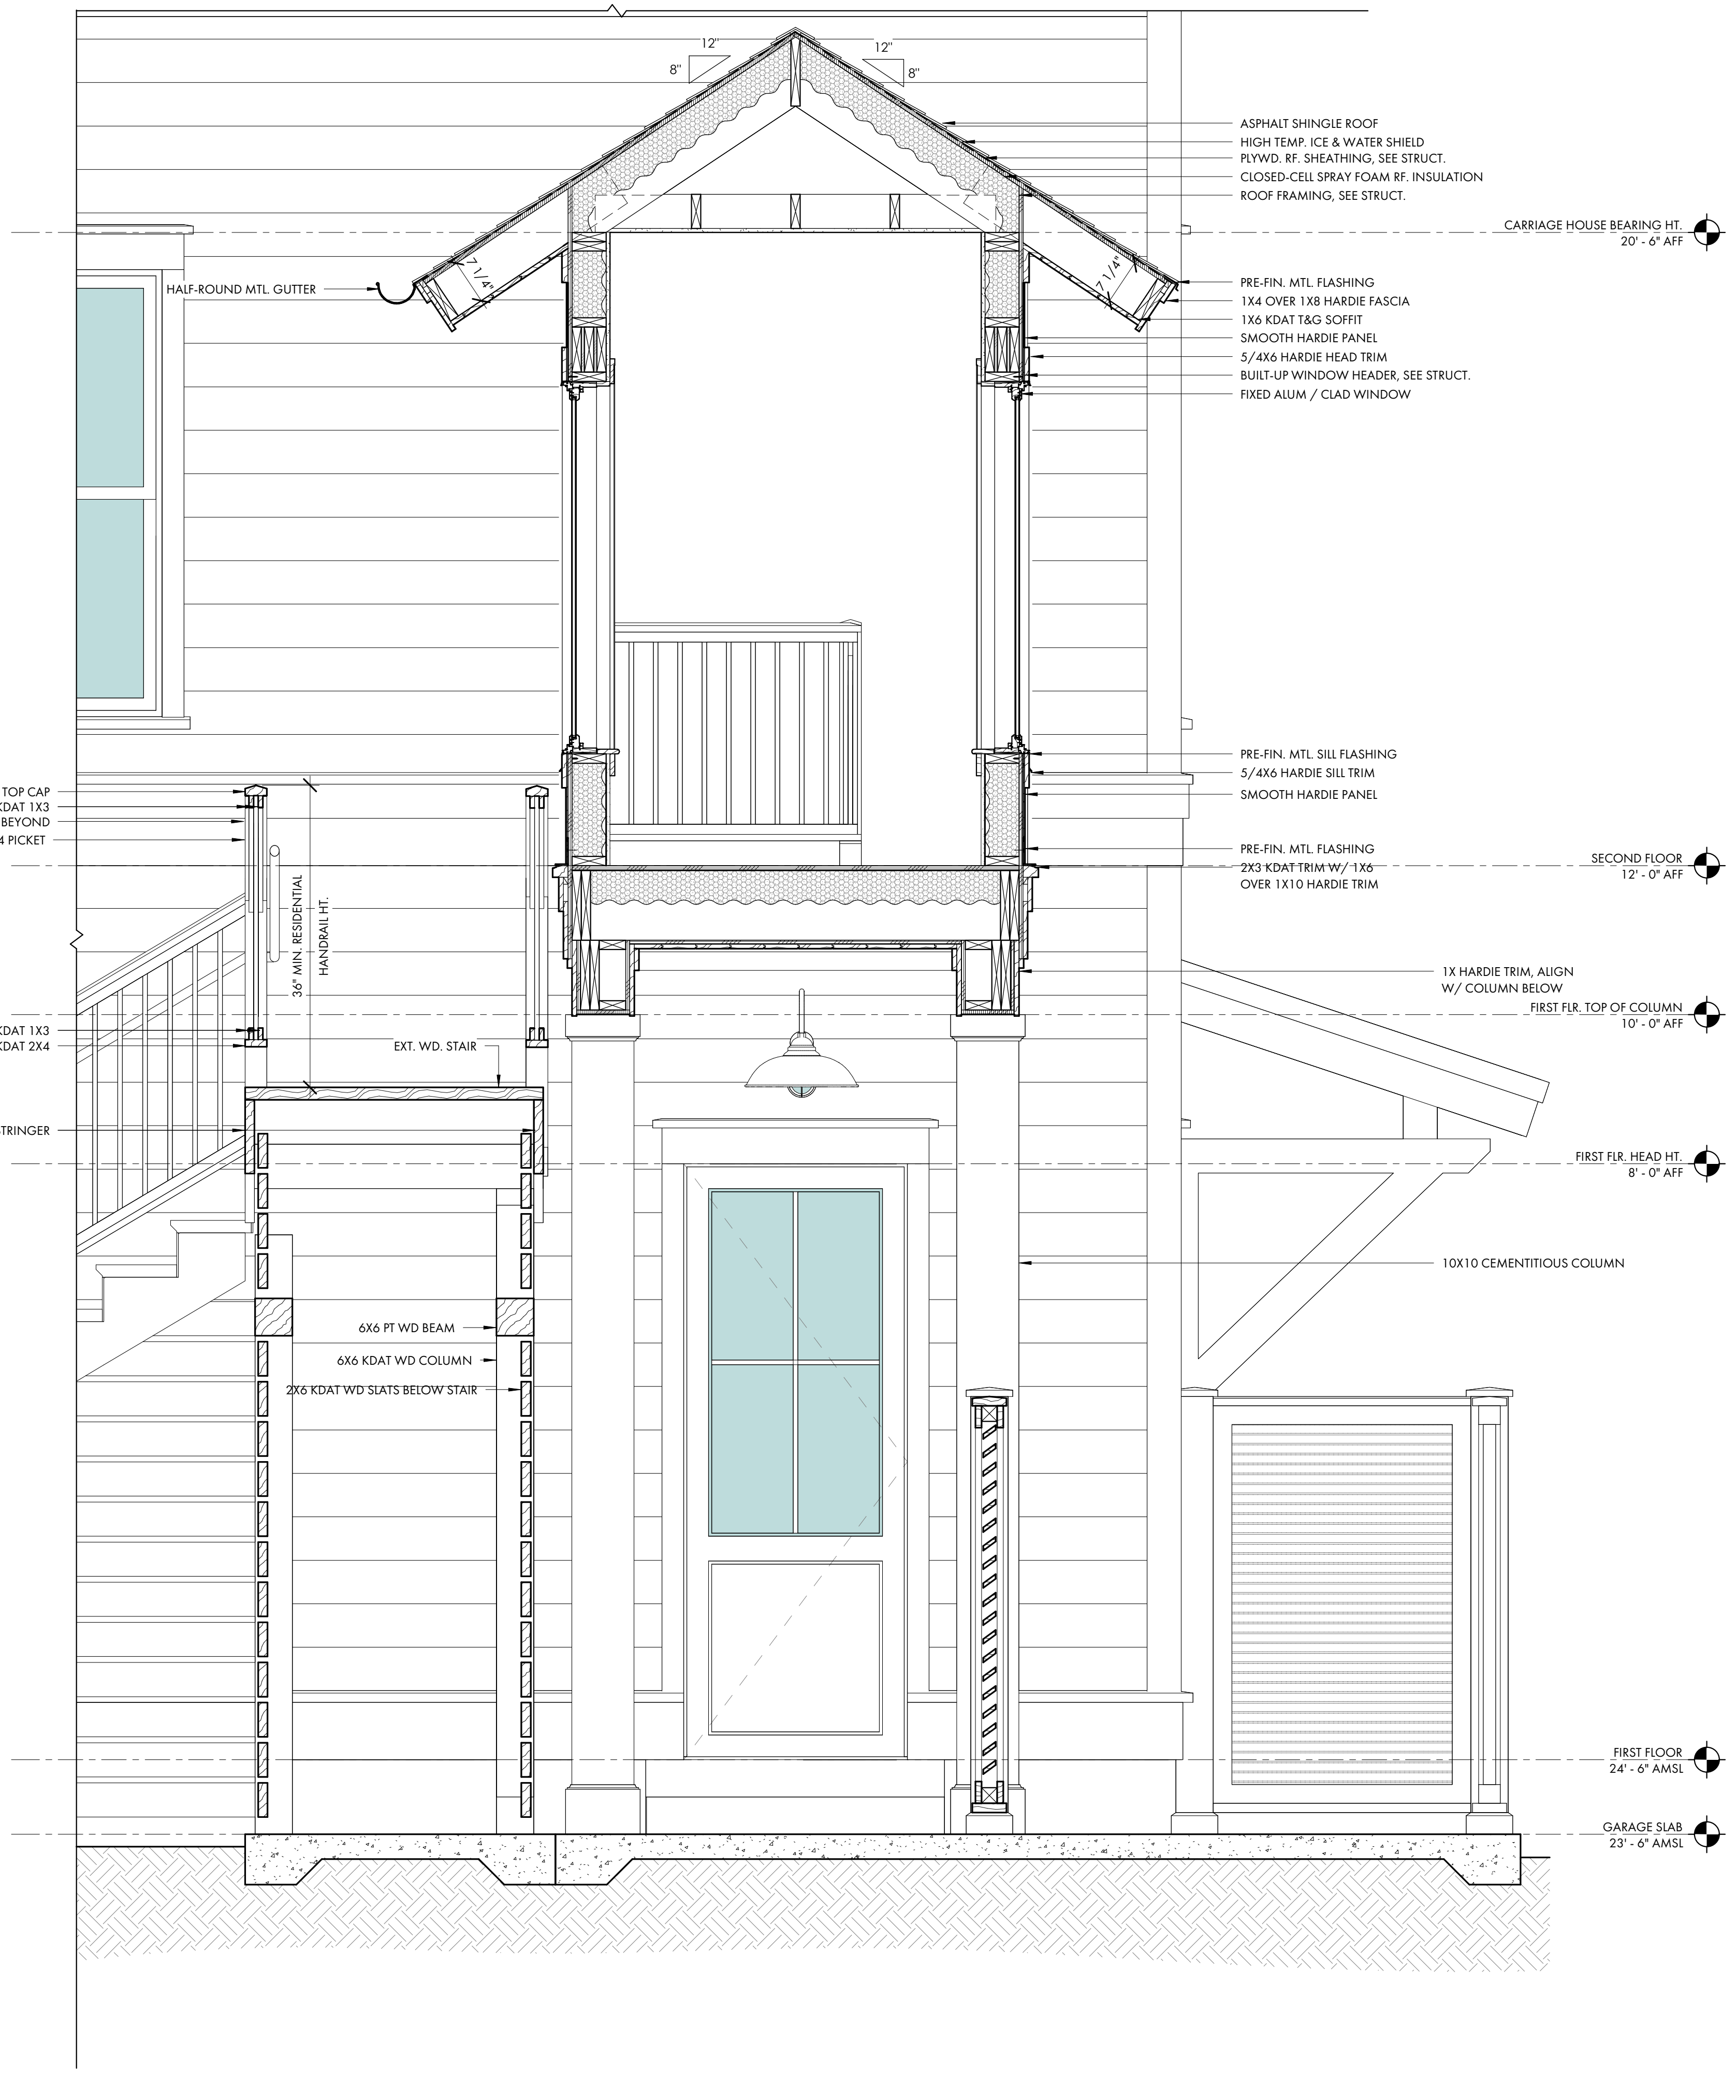 12"
8"
12"
8"
ASPHALT SHINGLE ROOF
HIGH TEMP. ICE & WATER SHIELD
PLYWD. RF. SHEATHING, SEE STRUCT.
CLOSED-CELL SPRAY FOAM RF. INSULATION
ROOF FRAMING, SEE STRUCT.
CARRIAGE HOUSE BEARING HT.
20' - 6" AFF
HALF-ROUND MTL. GUTTER
7 1/4"
7 1/4"
PRE-FIN. MTL. FLASHING
1X4 OVER 1X8 HARDIE FASCIA
1X6 KDAT T&G SOFFIT
SMOOTH HARDIE PANEL
5/4X6 HARDIE HEAD TRIM
BUILT-UP WINDOW HEADER, SEE STRUCT.
FIXED ALUM / CLAD WINDOW
PRE-FIN. MTL. SILL FLASHING
5/4X6 HARDIE SILL TRIM
SMOOTH HARDIE PANEL
TOP CAP
KDAT 1X3
BEYOND
4 PICKET
PRE-FIN. MTL. FLASHING
2X3 KDAT TRIM W/ 1X6
OVER 1X10 HARDIE TRIM
SECOND FLOOR
12' - 0" AFF
36" MIN. RESIDENTIAL
HANDRAIL HT.
1X HARDIE TRIM, ALIGN
W/ COLUMN BELOW
FIRST FLR. TOP OF COLUMN
10' - 0" AFF
KDAT 1X3
KDAT 2X4
EXT. WD. STAIR
STRINGER
FIRST FLR. HEAD HT.
8' - 0" AFF
10X10 CEMENTITIOUS COLUMN
6X6 PT WD BEAM
6X6 KDAT WD COLUMN
2X6 KDAT WD SLATS BELOW STAIR
FIRST FLOOR
24' - 6" AMSL
GARAGE SLAB
23' - 6" AMSL